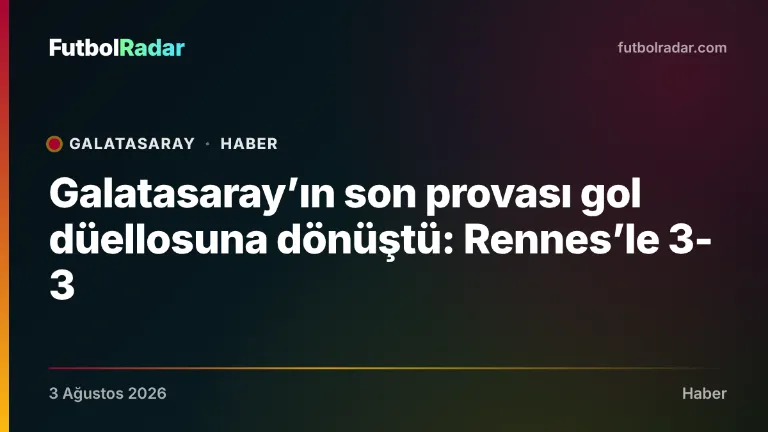 FutbolRadar
futbolradar.com
GALATASARAY · HABER
Galatasaray’ın son provası gol
düellosuna dönüştü: Rennes’le 3-
3
3 Ağustos 2026
Haber